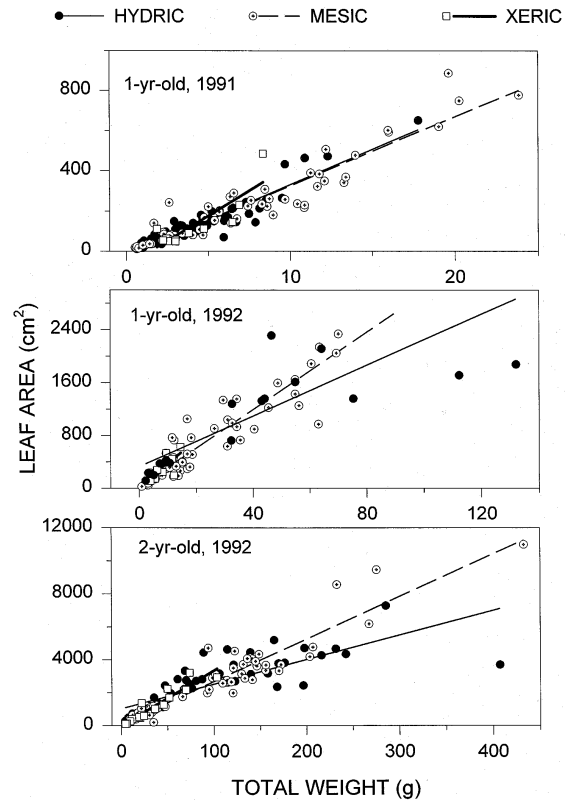 HYDRIC MESIC XERIC
1-yr-old, 1991
800
400
0
0 10 20
1-yr-old, 1992
2400
1600
800
0
0 40 80 120
2-yr-old, 1992
12000
8000
4000
0
0 100 200 300 400
LEAF AREA (cm²)
TOTAL WEIGHT (g)